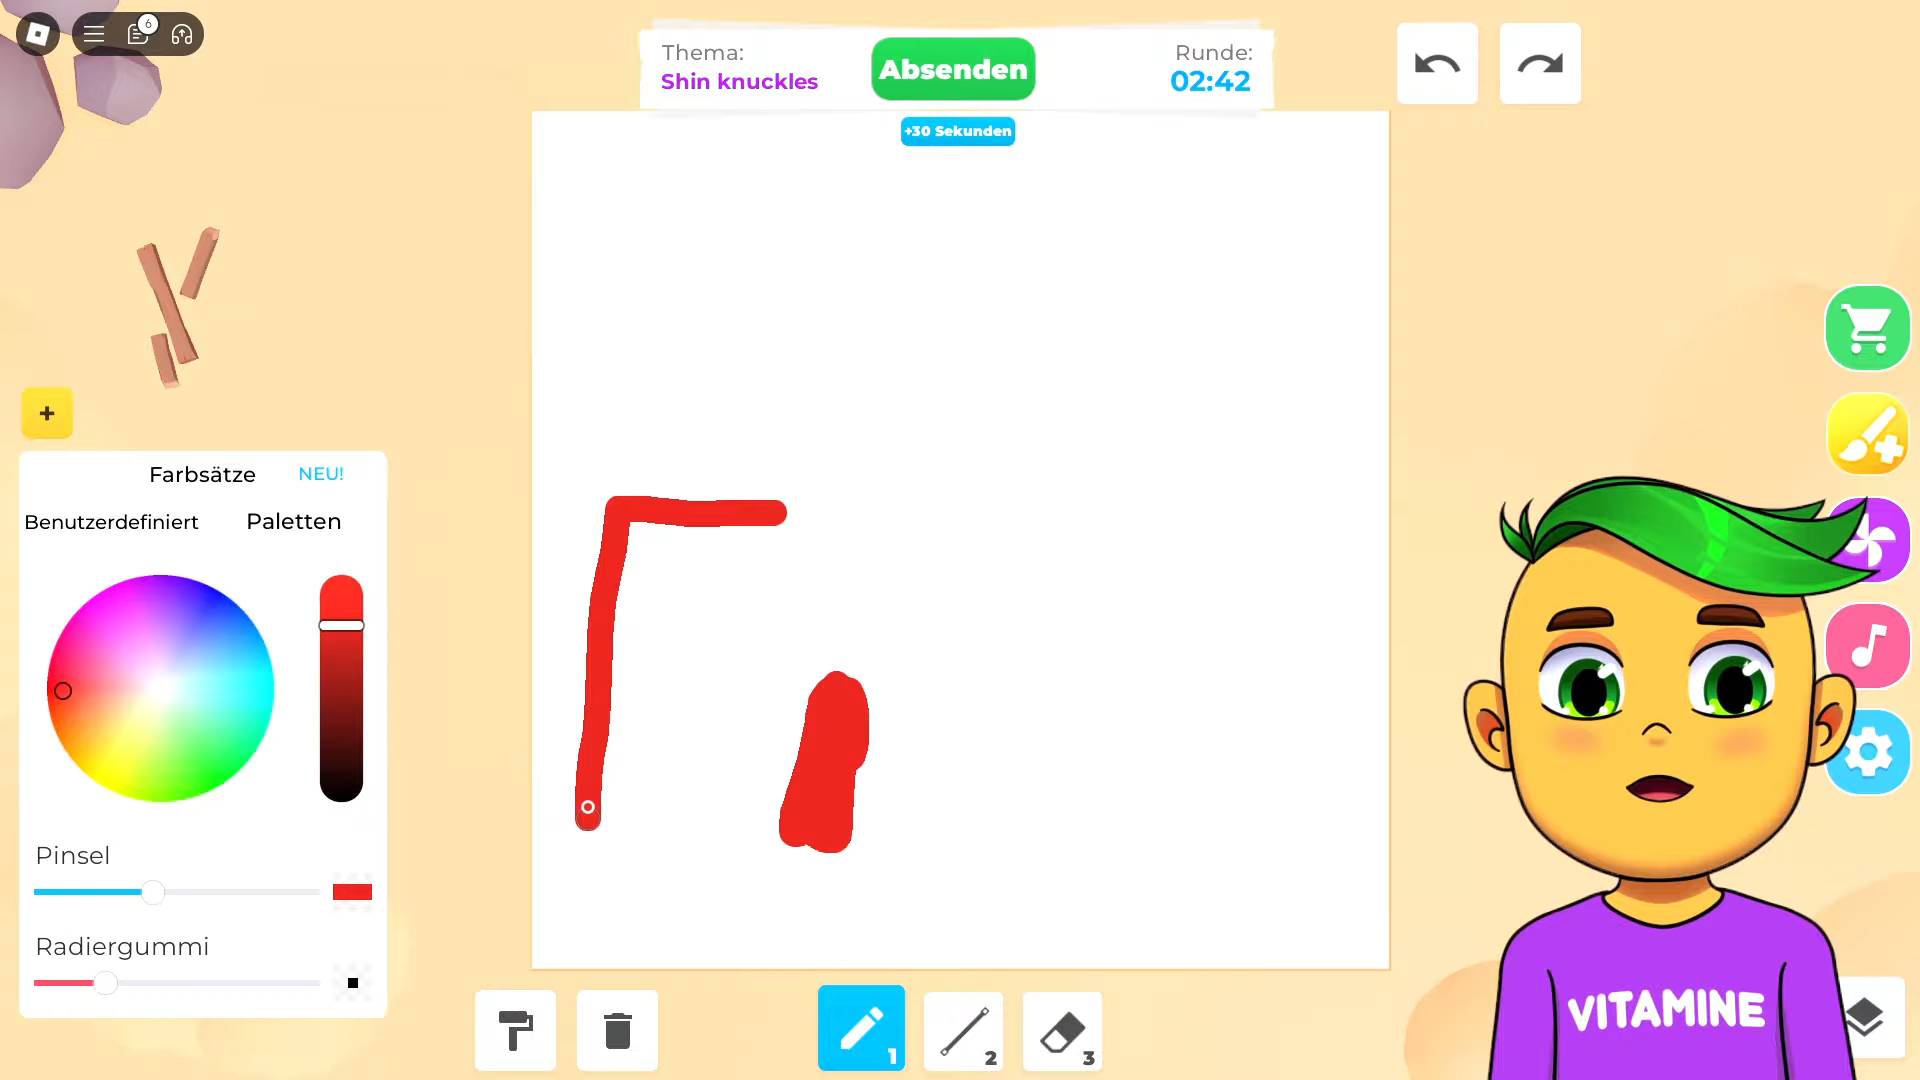 6
Thema:
Shin knuckles
Absenden
Runde:
02:42
+30 Sekunden
+
Farbsätze
NEU!
Benutzerdefiniert
Paletten
Pinsel
Radiergummi
1
2
3
VITAMINE